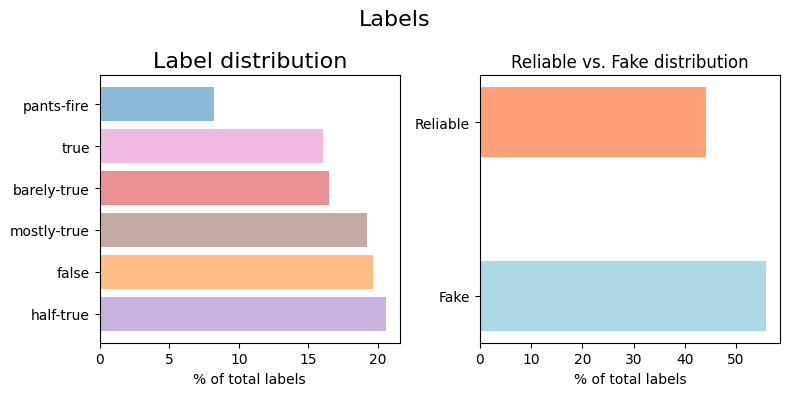 Labels
Label distribution
pants-fire
true
barely-true
mostly-true
false
half-true
0 5 10 15 20
% of total labels
Reliable vs. Fake distribution
Reliable
Fake
0 10 20 30 40 50
% of total labels